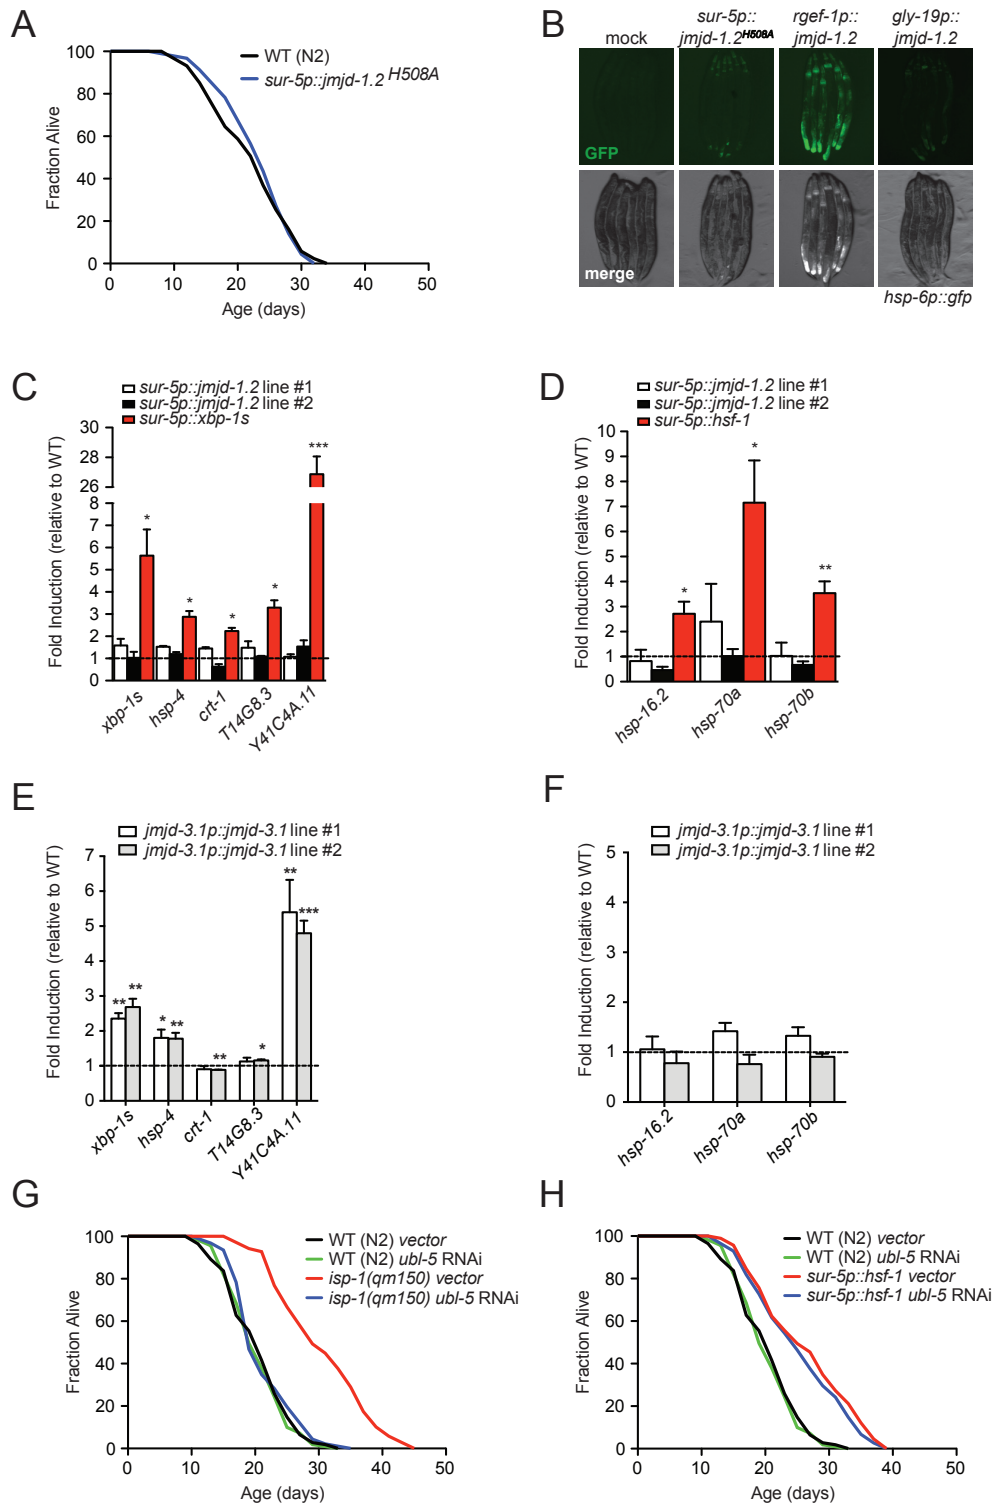 A
WT (N2)
sur-5p::jmjd-1.2 H508A
Fraction Alive
100
80
60
40
20
0
0 10 20 30 40 50
Age (days)
B
mock
sur-5p::
jmjd-1.2 H508A
rgef-1p::
jmjd-1.2
gly-19p::
jmjd-1.2
GFP
merge
hsp-6p::gfp
C
sur-5p::jmjd-1.2 line #1
sur-5p::jmjd-1.2 line #2
sur-5p::xbp-1s
Fold Induction (relative to WT)
30
28
26
8
7
6
5
4
3
2
1
0
* * * * ***
xbp-1s hsp-4 crt-1 T14G8.3 Y41C4A.11
D
sur-5p::jmjd-1.2 line #1
sur-5p::jmjd-1.2 line #2
sur-5p::hsf-1
Fold Induction (relative to WT)
10
9
8
7
6
5
4
3
2
1
0
* * **
hsp-16.2 hsp-70a hsp-70b
E
jmjd-3.1p::jmjd-3.1 line #1
jmjd-3.1p::jmjd-3.1 line #2
Fold Induction (relative to WT)
7
6
5
4
3
2
1
0
** ** * ** ** * ** ***
xbp-1s hsp-4 crt-1 T14G8.3 Y41C4A.11
F
jmjd-3.1p::jmjd-3.1 line #1
jmjd-3.1p::jmjd-3.1 line #2
Fold Induction (relative to WT)
5
4
3
2
1
0
hsp-16.2 hsp-70a hsp-70b
G
WT (N2) vector
WT (N2) ubl-5 RNAi
isp-1(qm150) vector
isp-1(qm150) ubl-5 RNAi
Fraction Alive
100
80
60
40
20
0
0 10 20 30 40 50
Age (days)
H
WT (N2) vector
WT (N2) ubl-5 RNAi
sur-5p::hsf-1 vector
sur-5p::hsf-1 ubl-5 RNAi
Fraction Alive
100
80
60
40
20
0
0 10 20 30 40 50
Age (days)